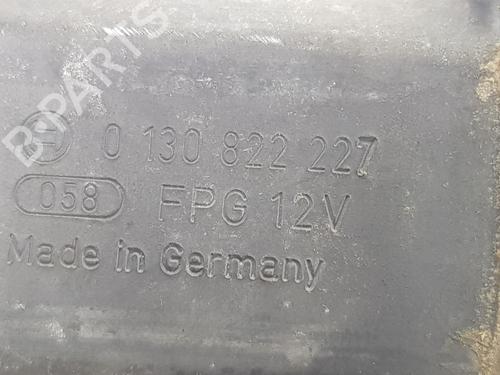 B-PARTS
0 130 822 227
058 FPG 12V
Made in Germany